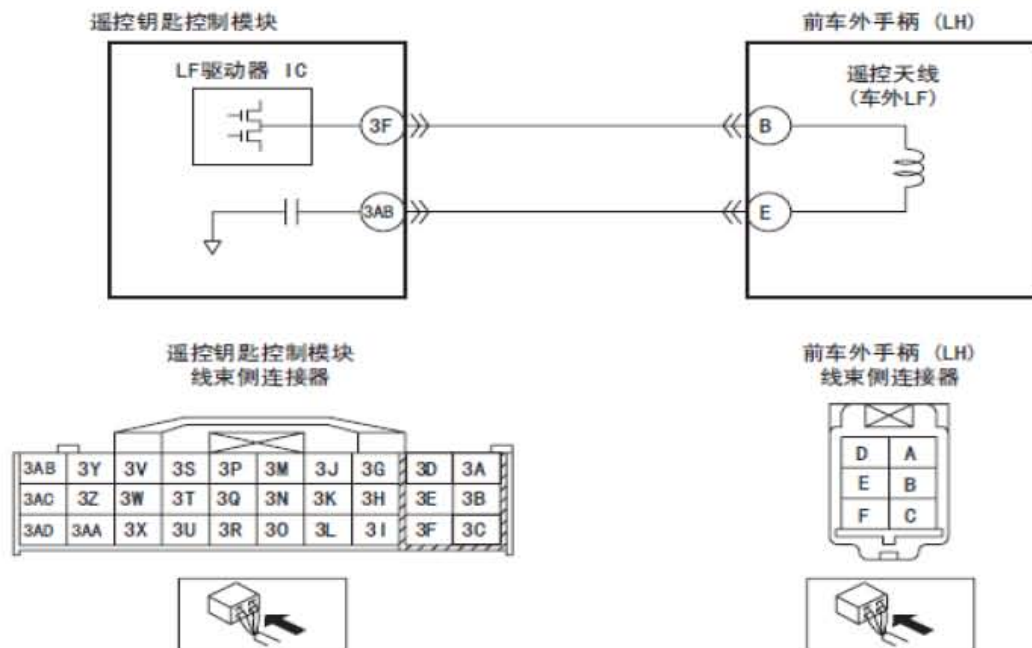 遥控钥匙控制模块
前车外手柄 (LH)
LF驱动器 IC
遥控天线
(车外LF)
3F
B
3AB
E
遥控钥匙控制模块
线束侧连接器
前车外手柄 (LH)
线束侧连接器
3AB 3Y 3V 3S 3P 3M 3J 3G 3D 3A
3AC 3Z 3W 3T 3Q 3N 3K 3H 3E 3B
3AD 3AA 3X 3U 3R 3O 3L 3I 3F 3C
D A
E B
F C